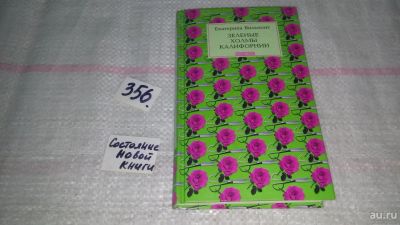 Екатерина Вильмонт
ЗЕЛЕНЫЕ
ХОЛМЫ
КАЛИФОРНИИ
356.
Состояние
Новой
книги
au.ru